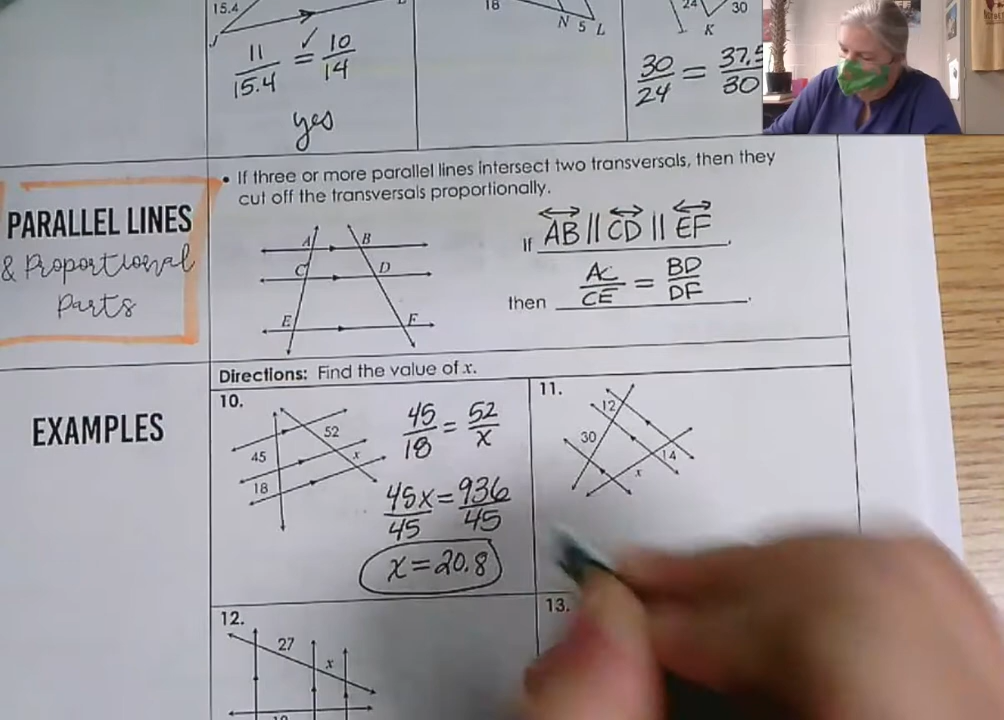 15.4
J
11/15.4 = 10/14 ✓
yes
18
N 5 L
24
30
K
30/24 = 37.5/30
PARALLEL LINES
& Proportional
Parts
• If three or more parallel lines intersect two transversals, then they
cut off the transversals proportionally.
A B
C D
E F
If AB || CD || EF.
then AC/CE = BD/DF.
EXAMPLES
Directions: Find the value of x.
10.
52
45
x
18
45/18 = 52/x
45x/45 = 936/45
x = 20.8
11.
12
30
14
x
12.
27
x
13.